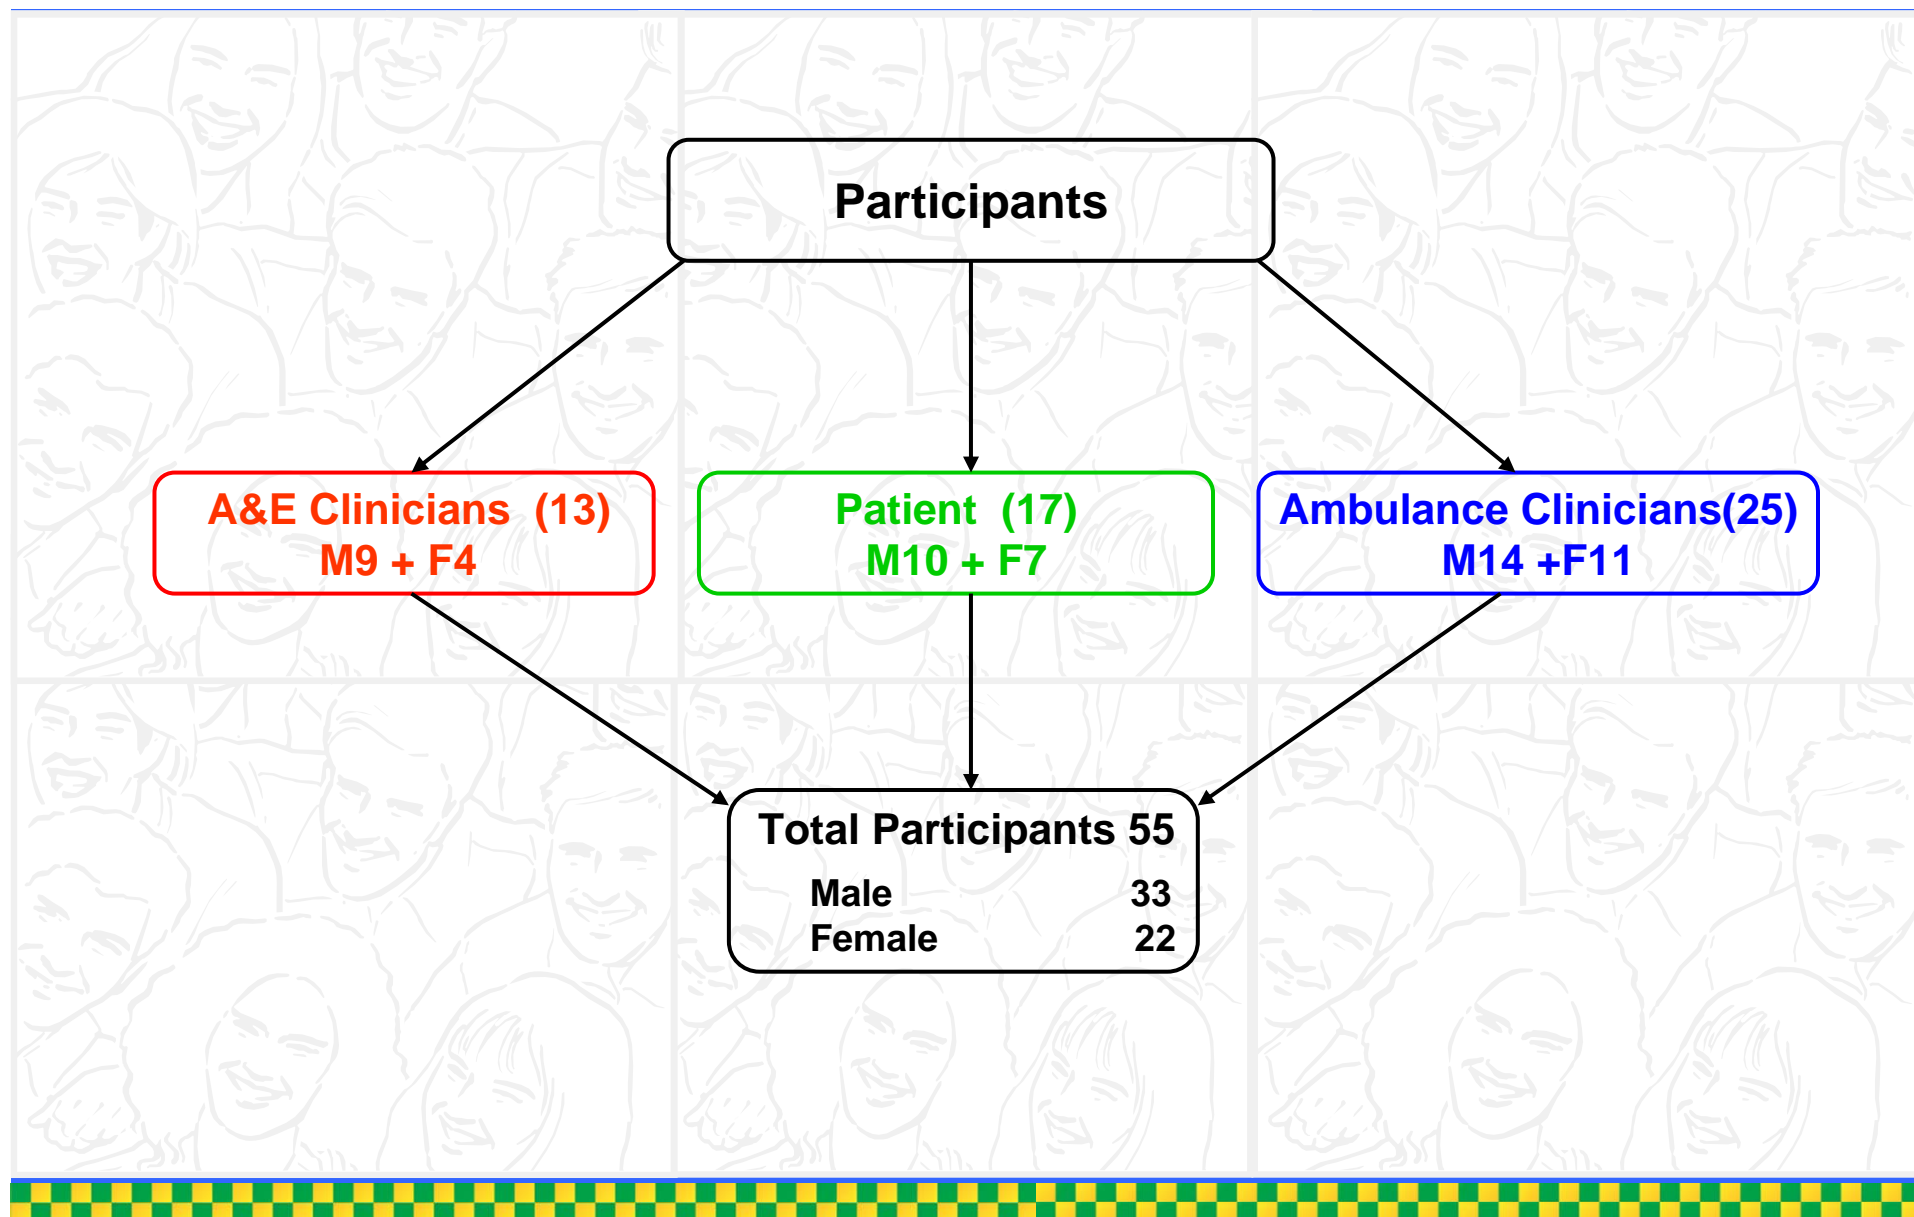 Participants
A&E Clinicians (13)
M9 + F4
Patient (17)
M10 + F7
Ambulance Clinicians(25)
M14 +F11
Total Participants 55
Male 33
Female 22